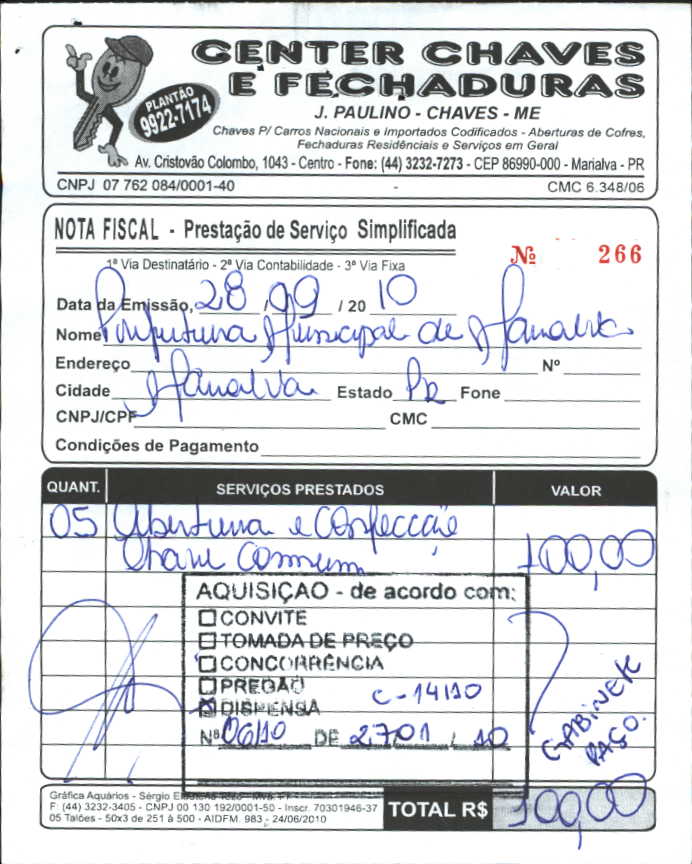 CENTER CHAVES
E FECHADURAS
PLANTÃO
9922-7174
J. PAULINO - CHAVES - ME
Chaves P/ Carros Nacionais e Importados Codificados - Aberturas de Cofres,
Fechaduras Residênciais e Serviços em Geral
Av. Cristovão Colombo, 1043 - Centro - Fone: (44) 3232-7273 - CEP 86990-000 - Marialva - PR
CNPJ 07 762 084/0001-40 - CMC 6.348/06
NOTA FISCAL - Prestação de Serviço Simplificada
1ª Via Destinatário - 2ª Via Contabilidade - 3ª Via Fixa
Nº 266
Data da Emissão, 28 / 09 / 20 10
Nome Prefeitura Municipal de Marialva
Endereço Nº
Cidade Marialva Estado Pr Fone
CNPJ/CPF CMC
Condições de Pagamento
QUANT. SERVIÇOS PRESTADOS VALOR
05 Abertura e Confecção
Chave Comum 100,00
AQUISIÇÃO - de acordo com:
CONVITE
TOMADA DE PREÇO
CONCORRÊNCIA
PREGÃO
DISPENSA C-14/10
Nº 06/10 DE 27/01 / 10
GABINETE
PAÇO.
Gráfica Aquários - Sérgio
F: (44) 3232-3405 - CNPJ 00 130 192/0001-50 - Inscr. 70301946-37
05 Talões - 50x3 de 251 à 500 - AIDFM. 983 - 24/06/2010
TOTAL R$ 100,00